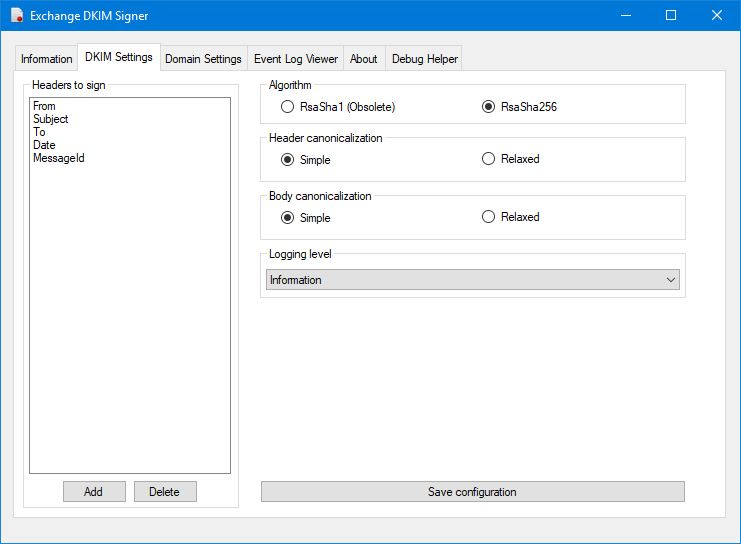 Exchange DKIM Signer
Information DKIM Settings Domain Settings Event Log Viewer About Debug Helper
Headers to sign
From
Subject
To
Date
MessageId
Add Delete
Algorithm
RsaSha1 (Obsolete) RsaSha256
Header canonicalization
Simple Relaxed
Body canonicalization
Simple Relaxed
Logging level
Information
Save configuration